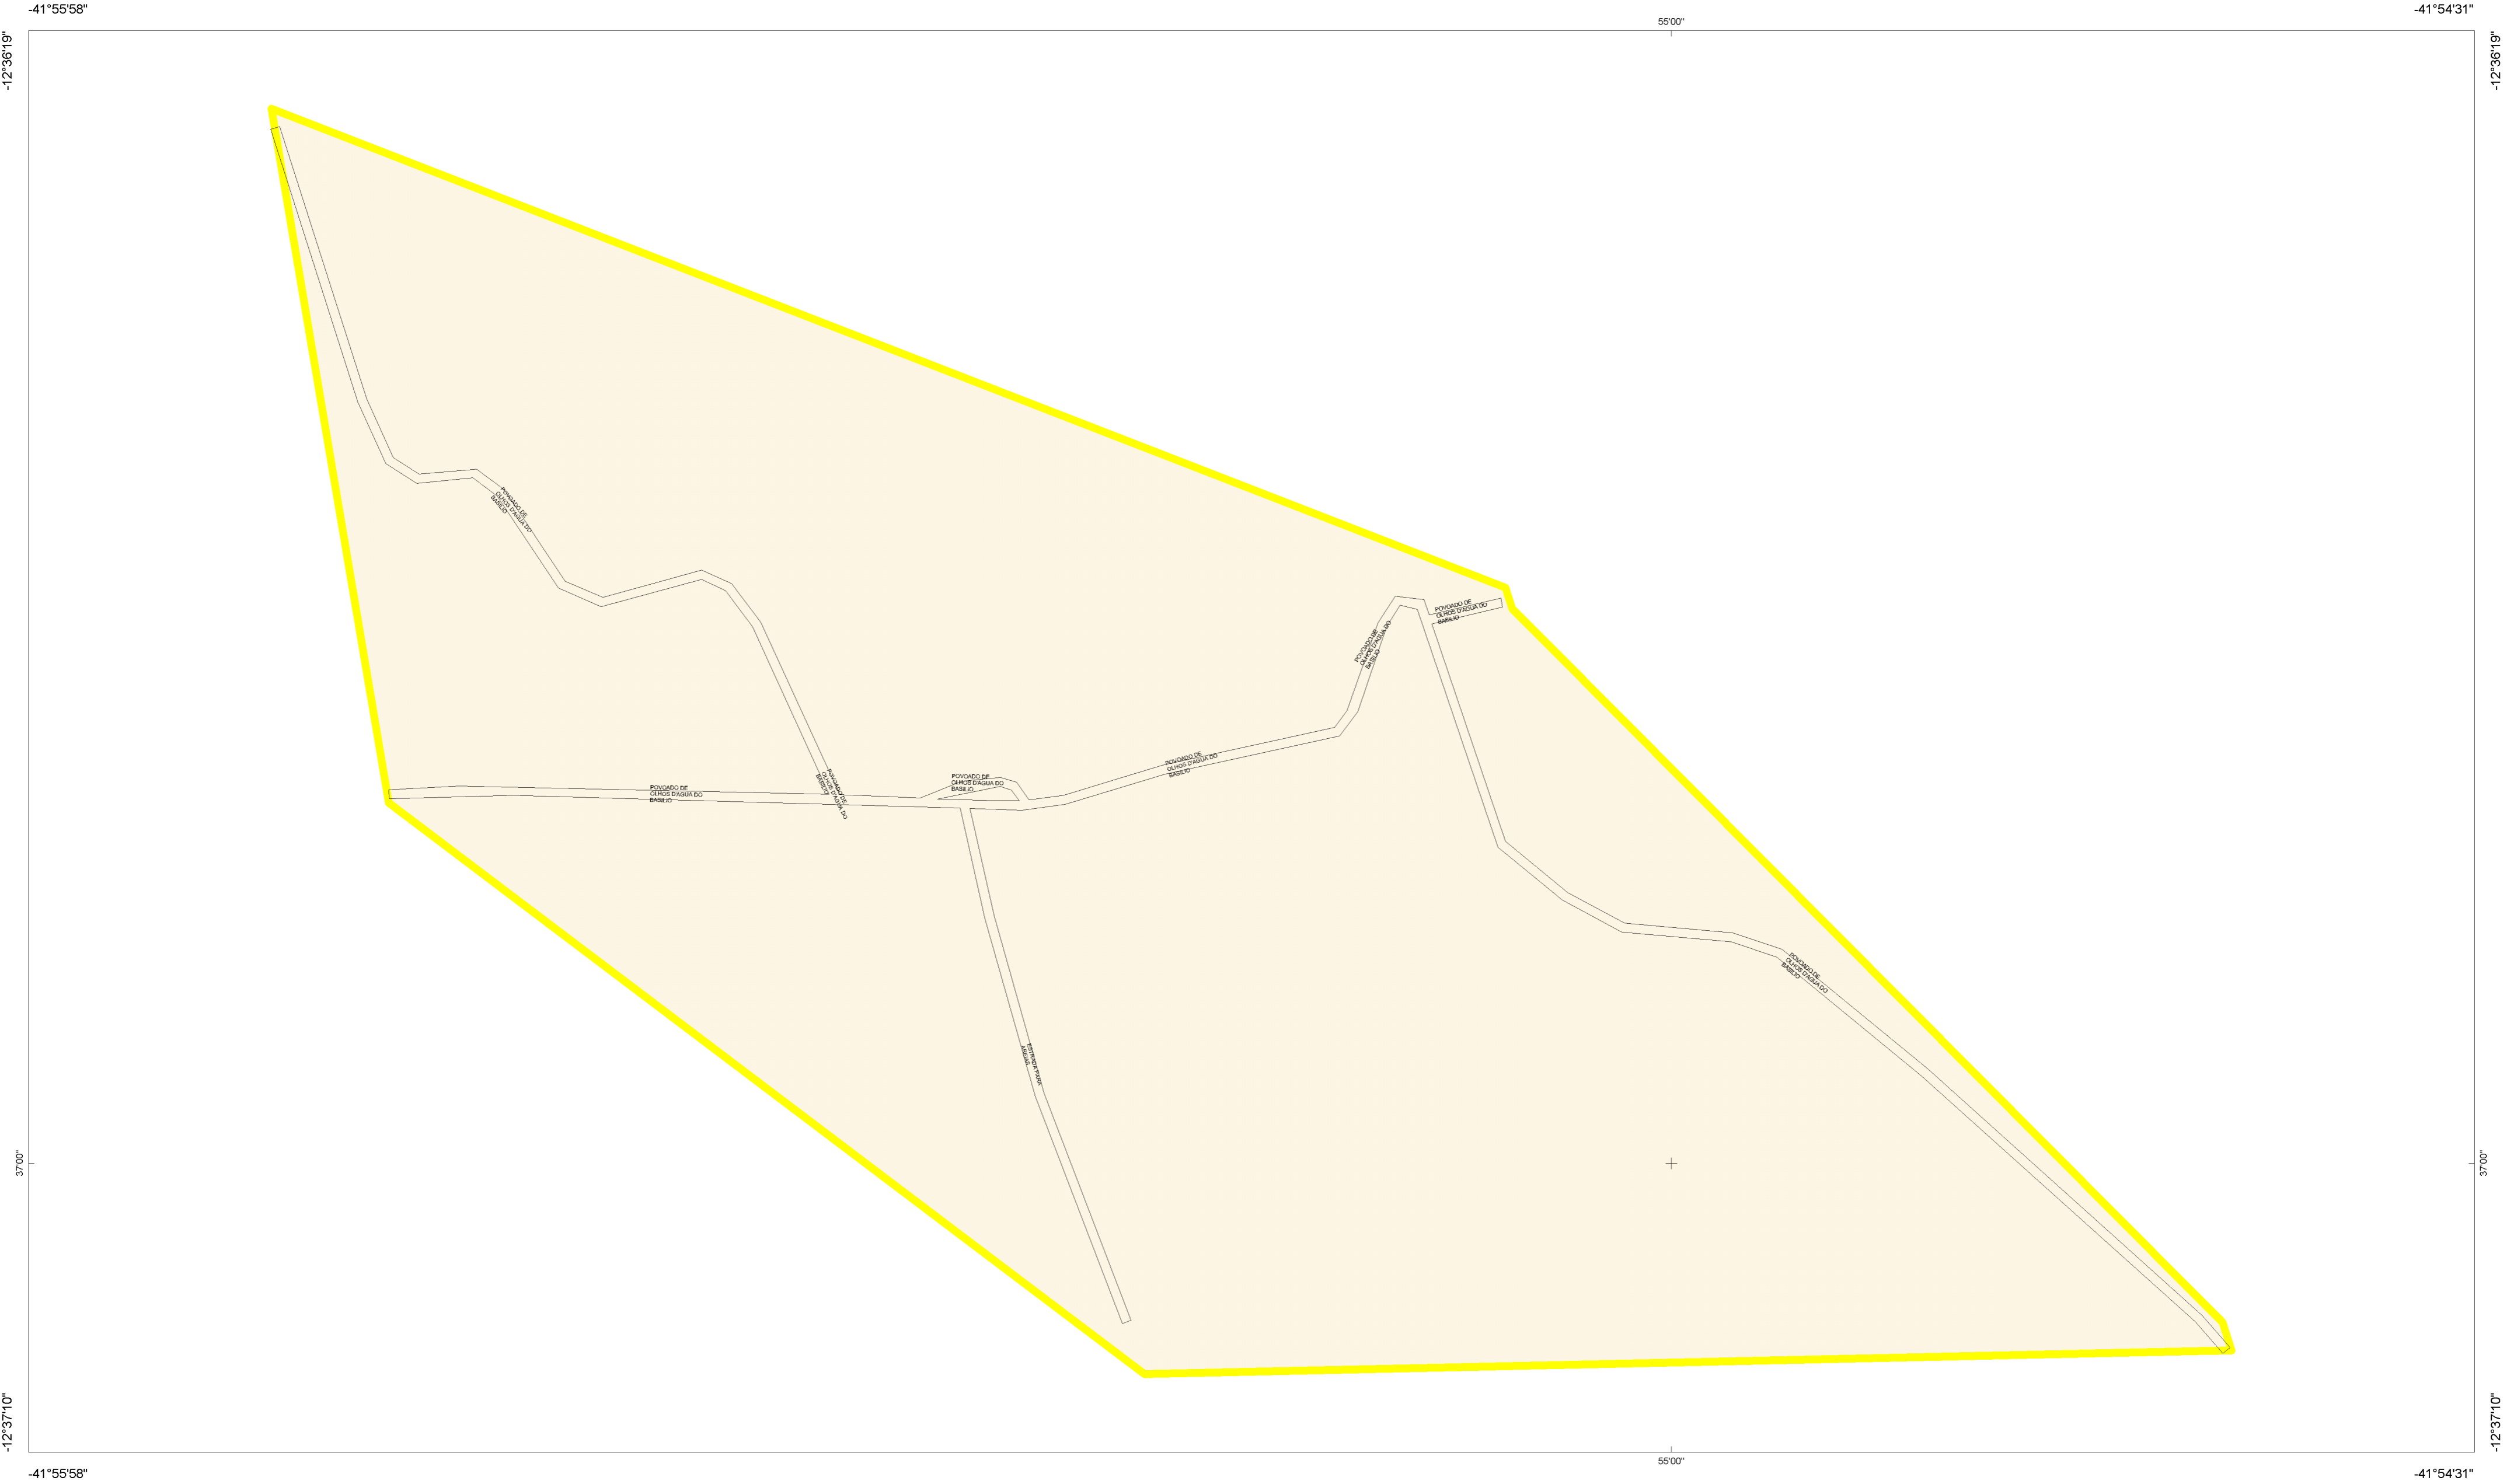 -41°55'58"
55'00"
-41°54'31"
-12°36'19"
-12°36'19"
POVOADO DE
OLHOS D'AGUA DO
BASILIO
POVOADO DE
OLHOS D'AGUA DO
BASILIO
POVOADO DE
OLHOS D'AGUA DO
BASILIO
POVOADO DE
OLHOS D'AGUA DO
BASILIO
POVOADO DE
OLHOS D'AGUA DO
BASILIO
POVOADO DE
OLHOS D'AGUA DO
BASILIO
POVOADO DE
OLHOS D'AGUA DO
BASILIO
POVOADO DE
OLHOS D'AGUA DO
BASILIO
ESTRADA PARA
AREIAS
37'00"
37'00"
-12°37'10"
-12°37'10"
-41°55'58"
55'00"
-41°54'31"